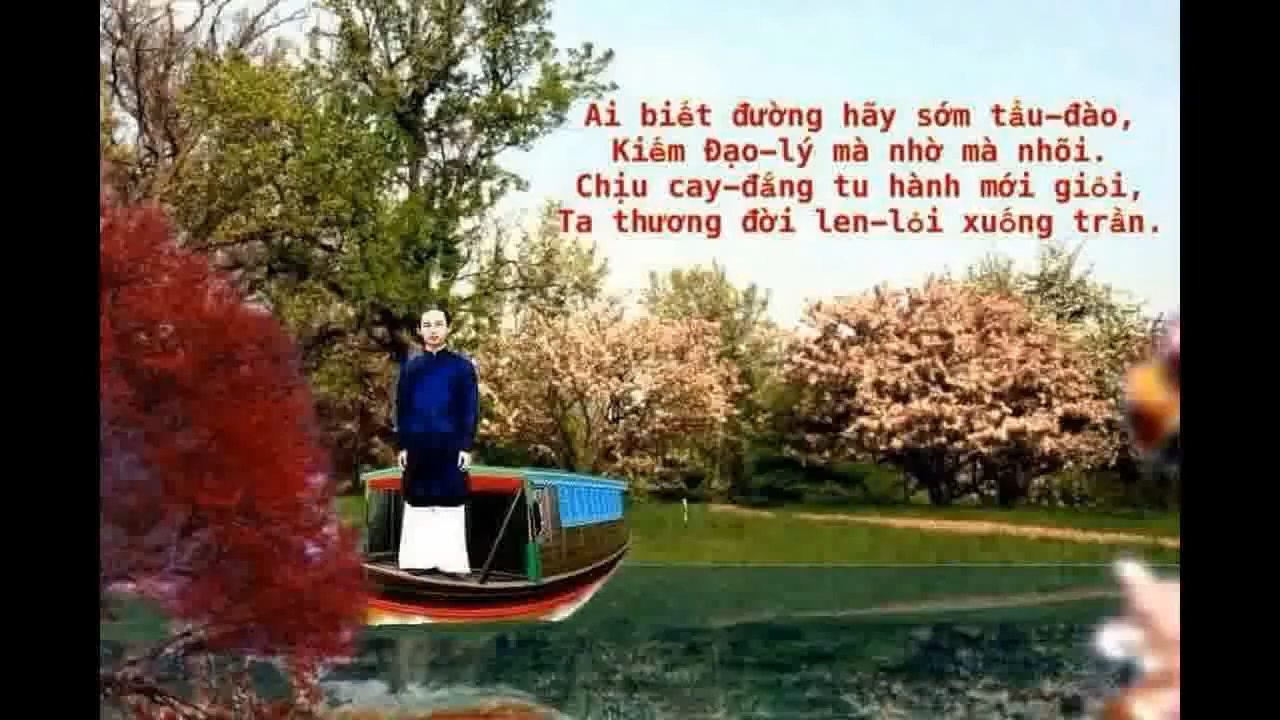 Ai biết đường hãy sớm tẩu-đào,
Kiếm Đạo-lý mà nhờ mà nhõi.
Chịu cay-đắng tu hành mới giỏi,
Ta thương đời len-lỏi xuống trần.